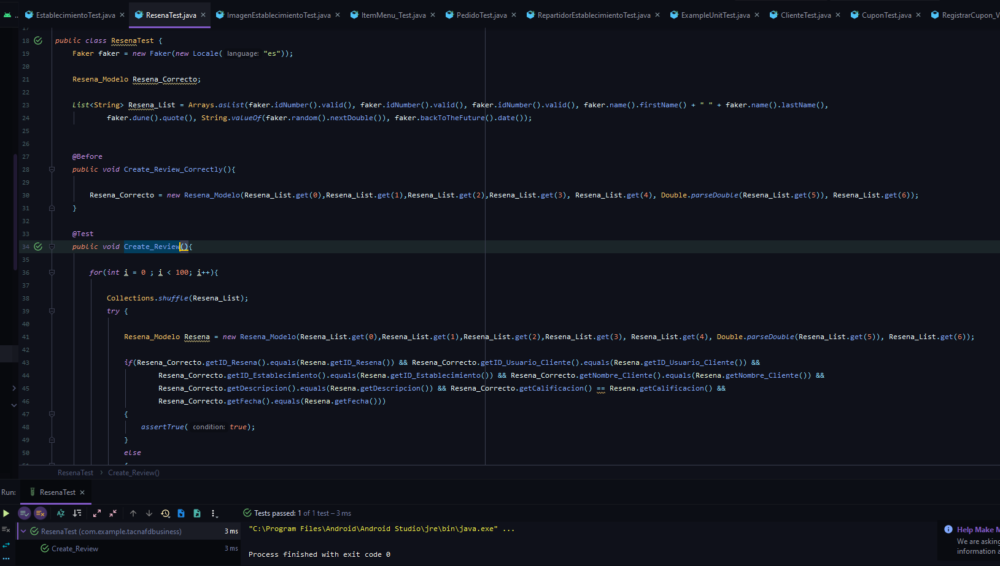 .. EstablecimientoTest.java × ResenaTest.java × ImagenEstablecimientoTest.java × ItemMenu_Test.java × PedidoTest.java × RepartidorEstablecimientoTest.java × ExampleUnitTest.java × ClienteTest.java × CuponTest.java × RegistrarCupon_V
17
18 public class ResenaTest {
19 Faker faker = new Faker(new Locale( language: "es"));
20
21 Resena_Modelo Resena_Correcto;
22
23 List<String> Resena_List = Arrays.asList(faker.idNumber().valid(), faker.idNumber().valid(), faker.idNumber().valid(), faker.name().firstName() + " " + faker.name().lastName(),
24 faker.dune().quote(), String.valueOf(faker.random().nextDouble()), faker.backToTheFuture().date());
25
26
27 @Before
28 public void Create_Review_Correctly(){
29
30 Resena_Correcto = new Resena_Modelo(Resena_List.get(0),Resena_List.get(1),Resena_List.get(2),Resena_List.get(3), Resena_List.get(4), Double.parseDouble(Resena_List.get(5)), Resena_List.get(6));
31 }
32
33 @Test
34 public void Create_Review(){
35
36 for(int i = 0 ; i < 100; i++){
37
38 Collections.shuffle(Resena_List);
39 try {
40
41 Resena_Modelo Resena = new Resena_Modelo(Resena_List.get(0),Resena_List.get(1),Resena_List.get(2),Resena_List.get(3), Resena_List.get(4), Double.parseDouble(Resena_List.get(5)), Resena_List.get(6));
42
43 if(Resena_Correcto.getID_Resena().equals(Resena.getID_Resena()) && Resena_Correcto.getID_Usuario_Cliente().equals(Resena.getID_Usuario_Cliente()) &&
44 Resena_Correcto.getID_Establecimiento().equals(Resena.getID_Establecimiento()) && Resena_Correcto.getNombre_Cliente().equals(Resena.getNombre_Cliente()) &&
45 Resena_Correcto.getDescripcion().equals(Resena.getDescripcion()) && Resena_Correcto.getCalificacion() == Resena.getCalificacion() &&
46 Resena_Correcto.getFecha().equals(Resena.getFecha()))
47 {
48 assertTrue( condition: true);
49 }
50 else
51 {
ResenaTest > Create_Review()
Run: ResenaTest ×
Tests passed: 1 of 1 test – 3 ms
ResenaTest (com.example.tacnafdbusiness) 3 ms
"C:\Program Files\Android\Android Studio\jre\bin\java.exe" ...
Create_Review 3 ms
Process finished with exit code 0
Help Make
We are asking
information a